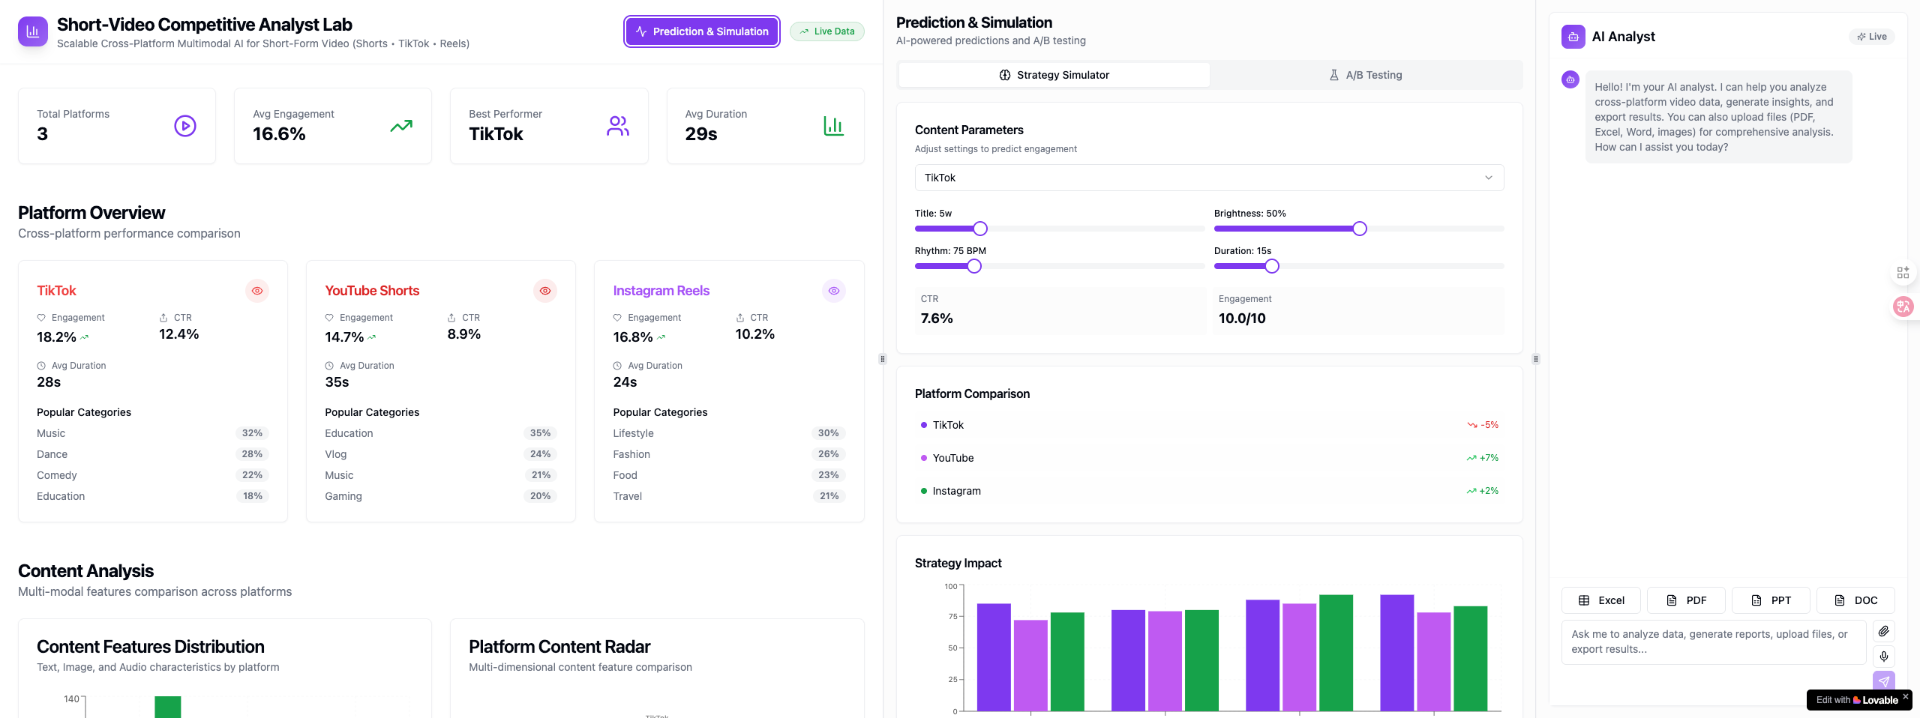 Short-Video Competitive Analyst Lab
Scalable Cross-Platform Multimodal AI for Short-Form Video (Shorts • TikTok • Reels)
Prediction & Simulation
Live Data
Total Platforms
3
Avg Engagement
16.6%
Best Performer
TikTok
Avg Duration
29s
Platform Overview
Cross-platform performance comparison
TikTok
Engagement
CTR
18.2%
12.4%
Avg Duration
28s
Popular Categories
Music 32%
Dance 28%
Comedy 22%
Education 18%
YouTube Shorts
Engagement
CTR
14.7%
8.9%
Avg Duration
35s
Popular Categories
Education 35%
Vlog 24%
Music 21%
Gaming 20%
Instagram Reels
Engagement
CTR
16.8%
10.2%
Avg Duration
24s
Popular Categories
Lifestyle 30%
Fashion 26%
Food 23%
Travel 21%
Content Analysis
Multi-modal features comparison across platforms
Content Features Distribution
Text, Image, and Audio characteristics by platform
140
Platform Content Radar
Multi-dimensional content feature comparison
TikTok
Prediction & Simulation
AI-powered predictions and A/B testing
Strategy Simulator
A/B Testing
Content Parameters
Adjust settings to predict engagement
TikTok
Title: 5w
Brightness: 50%
Rhythm: 75 BPM
Duration: 15s
CTR
7.6%
Engagement
10.0/10
Platform Comparison
TikTok -5%
YouTube +7%
Instagram +2%
Strategy Impact
100
75
50
25
0
AI Analyst
Live
Hello! I'm your AI analyst. I can help you analyze
cross-platform video data, generate insights, and
export results. You can also upload files (PDF,
Excel, Word, images) for comprehensive analysis.
How can I assist you today?
Excel
PDF
PPT
DOC
Ask me to analyze data, generate reports, upload files, or
export results...
Edit with Lovable